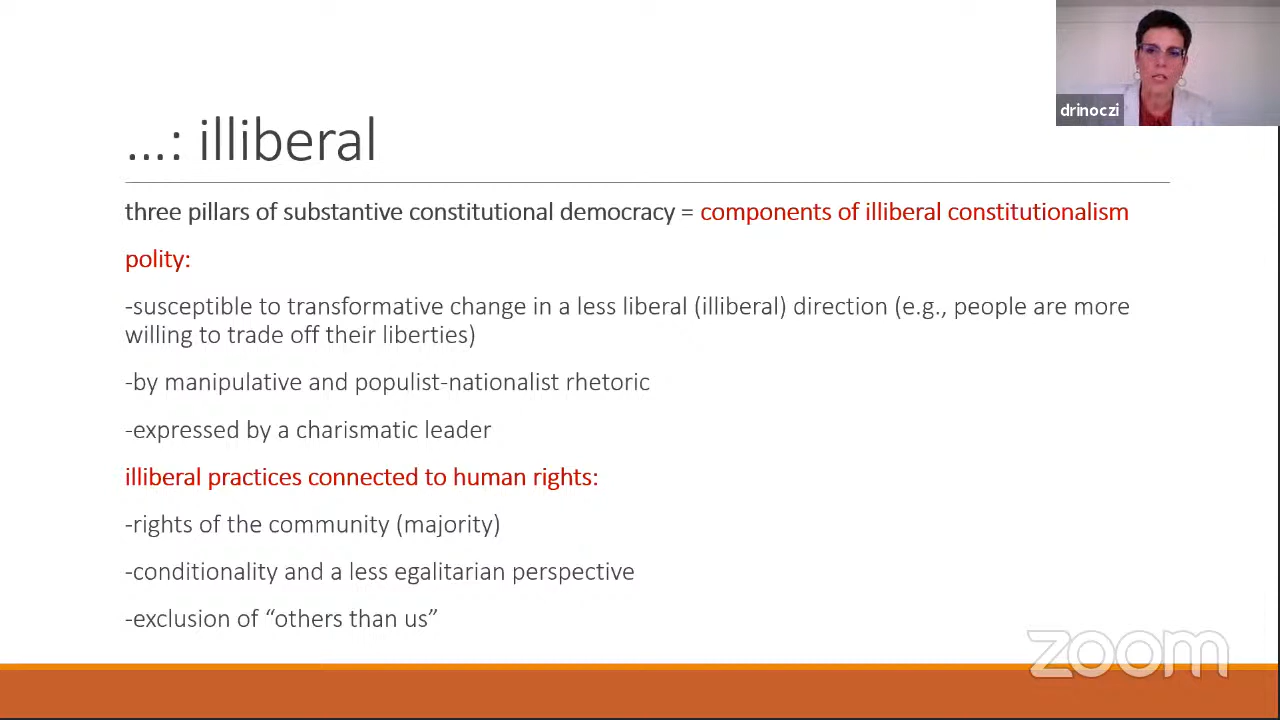 drinoczi
...: illiberal
three pillars of substantive constitutional democracy = components of illiberal constitutionalism
polity:
-susceptible to transformative change in a less liberal (illiberal) direction (e.g., people are more
willing to trade off their liberties)
-by manipulative and populist-nationalist rhetoric
-expressed by a charismatic leader
illiberal practices connected to human rights:
-rights of the community (majority)
-conditionality and a less egalitarian perspective
-exclusion of “others than us”
zoom